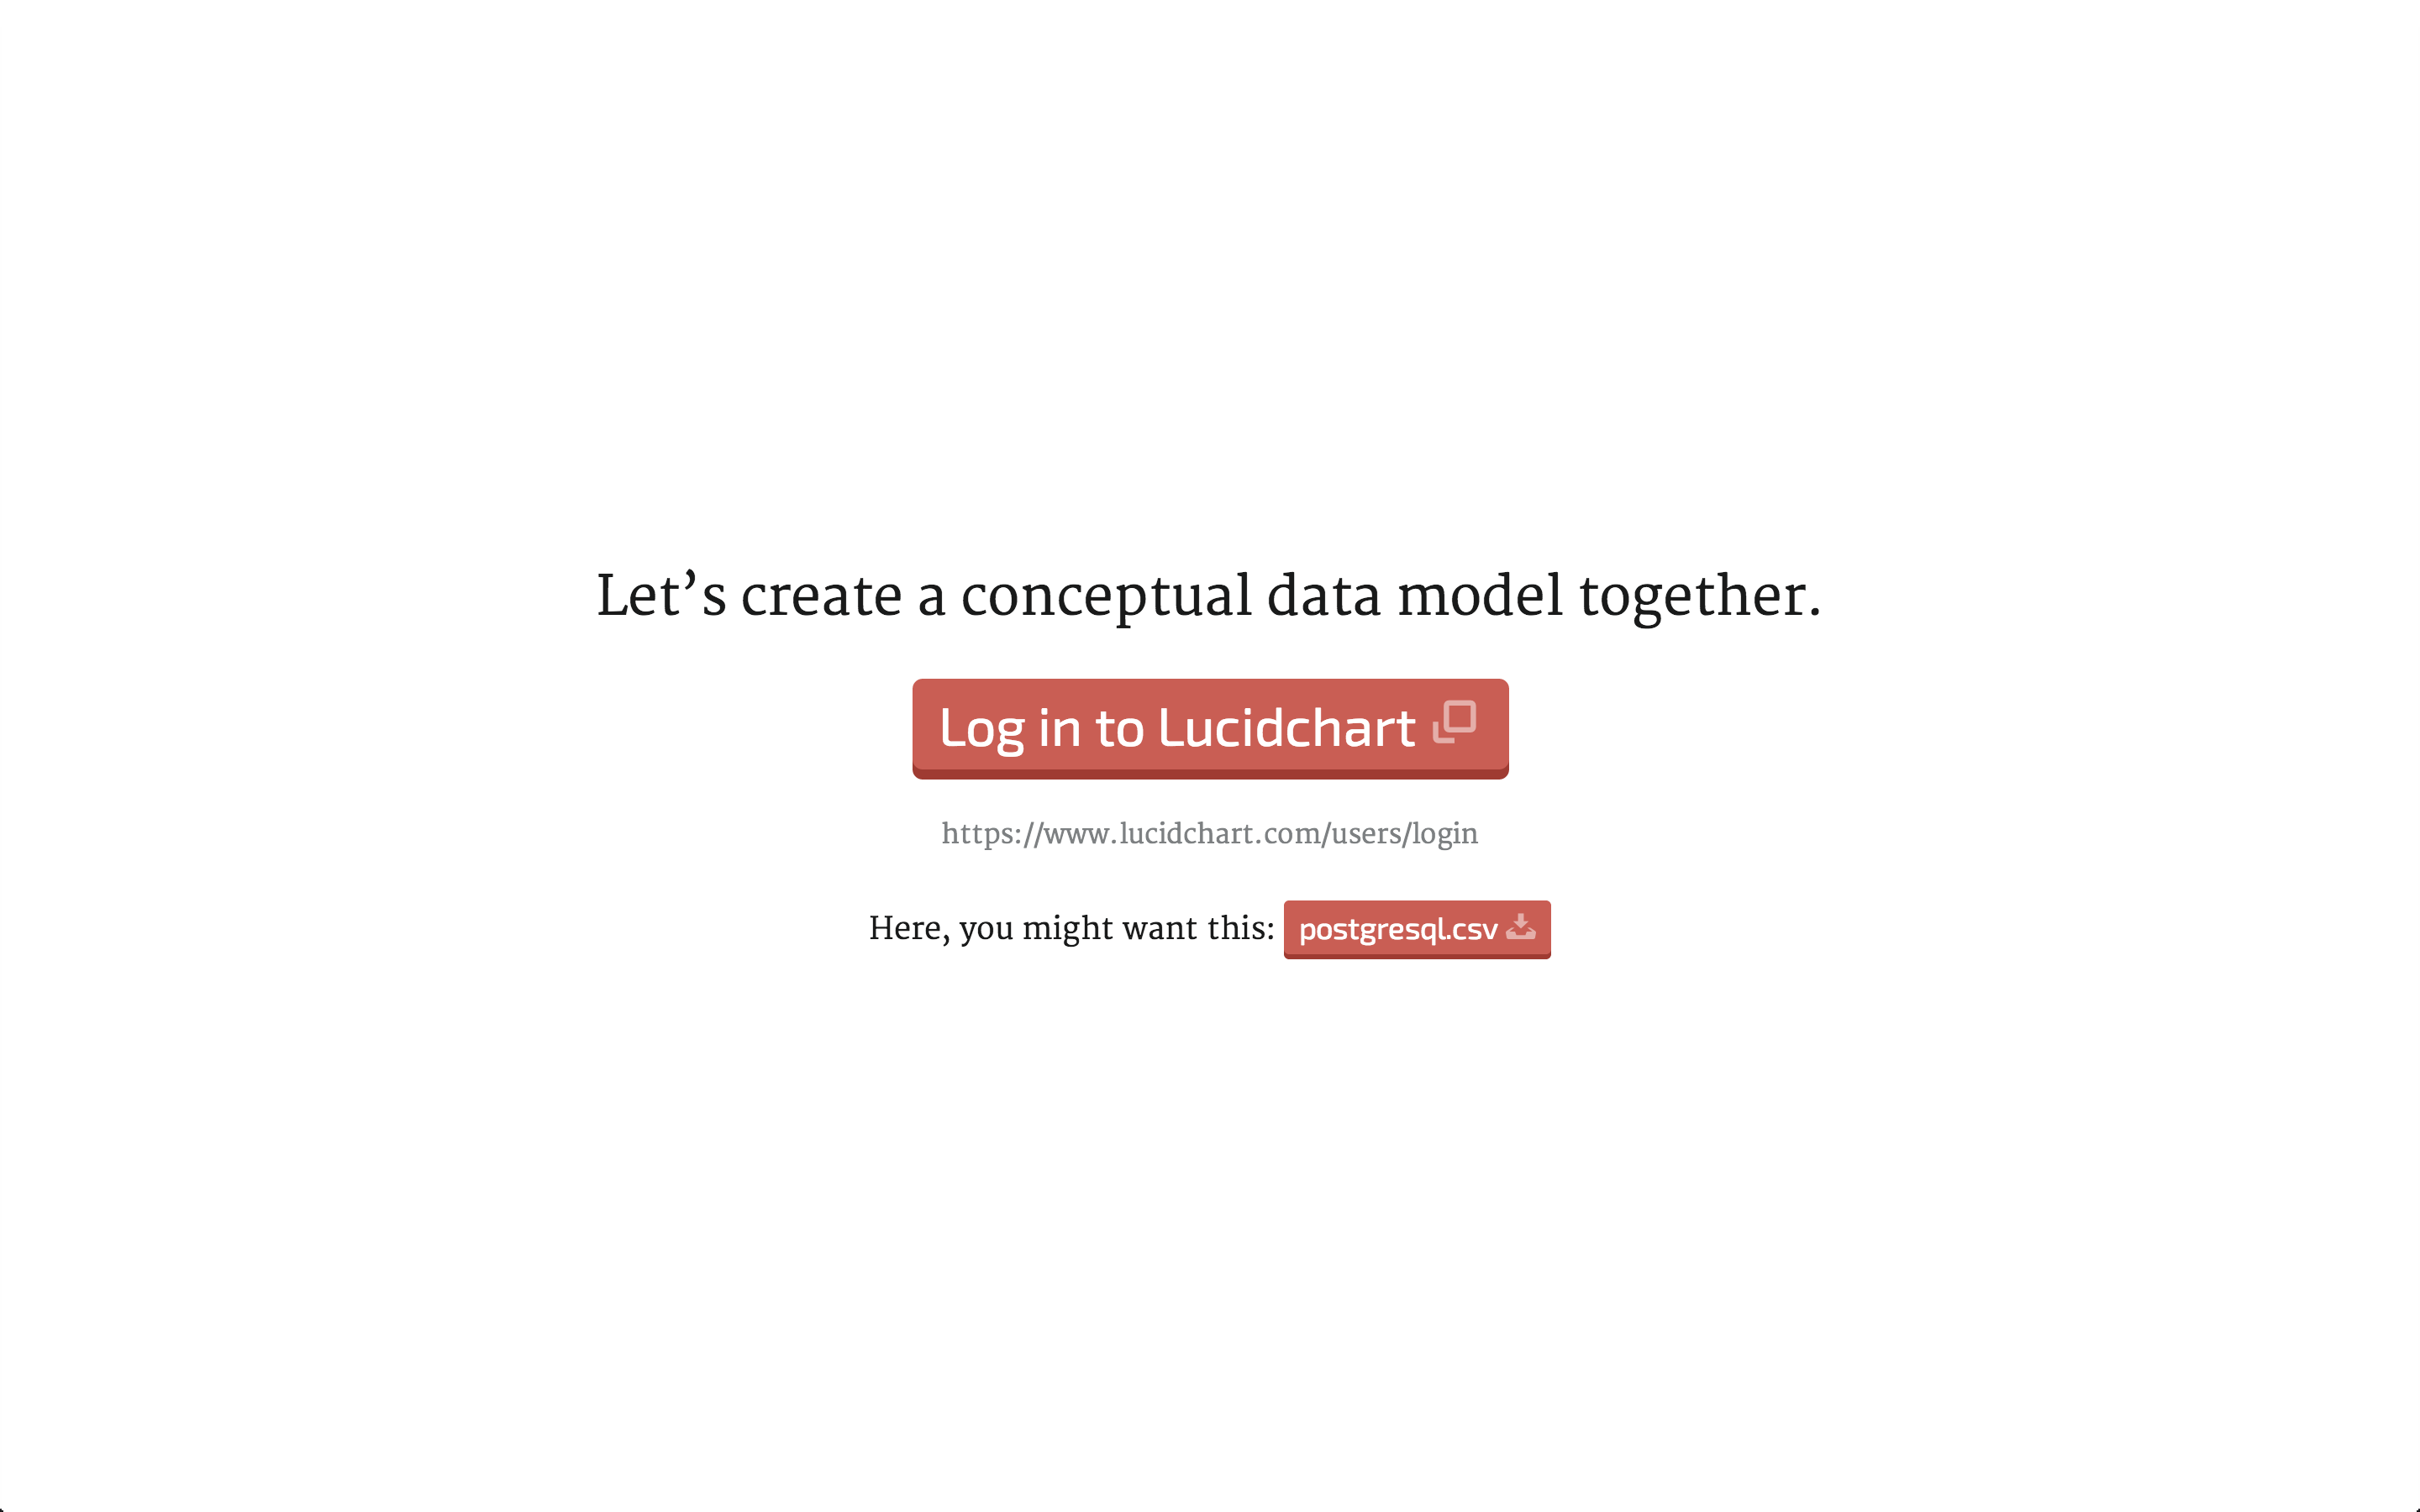 Let’s create a conceptual data model together.
Log in to Lucidchart
https://www.lucidchart.com/users/login
Here, you might want this: postgresql.csv